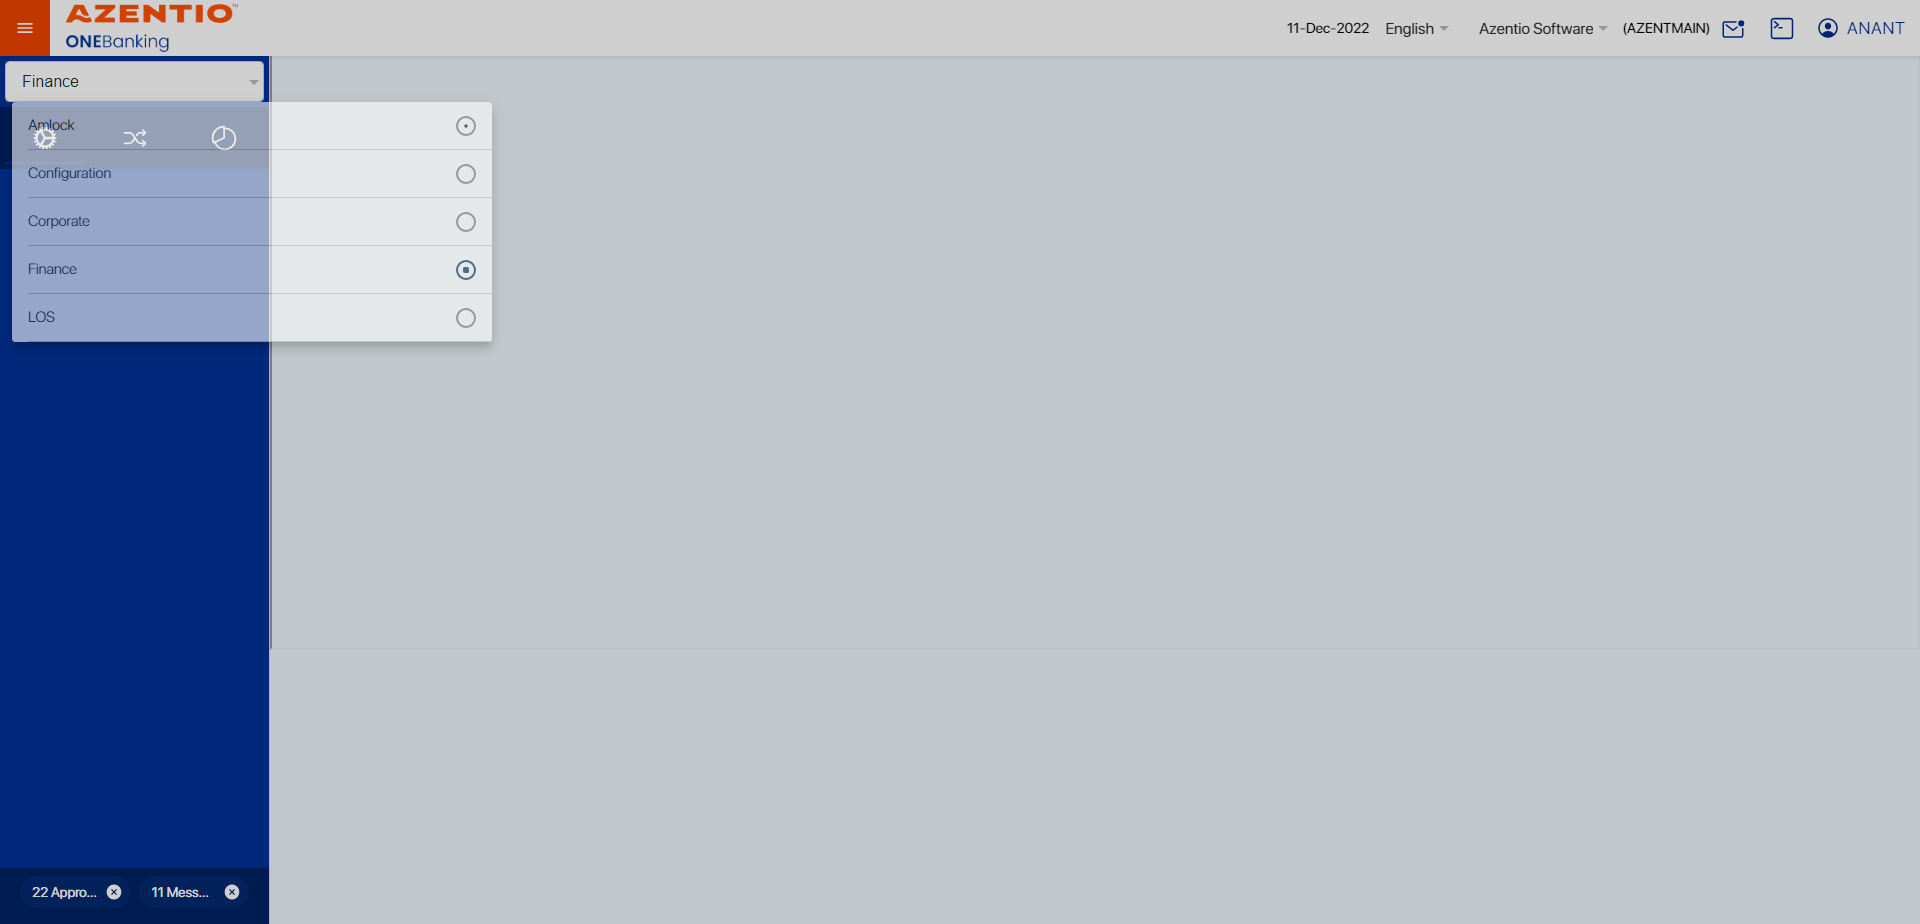 AZENTIO™
ONEBanking
11-Dec-2022 English Azentio Software (AZENTMAIN) ANANT
Finance
Amlock
Configuration
Corporate
Finance
LOS
22 Appro... 11 Mess...